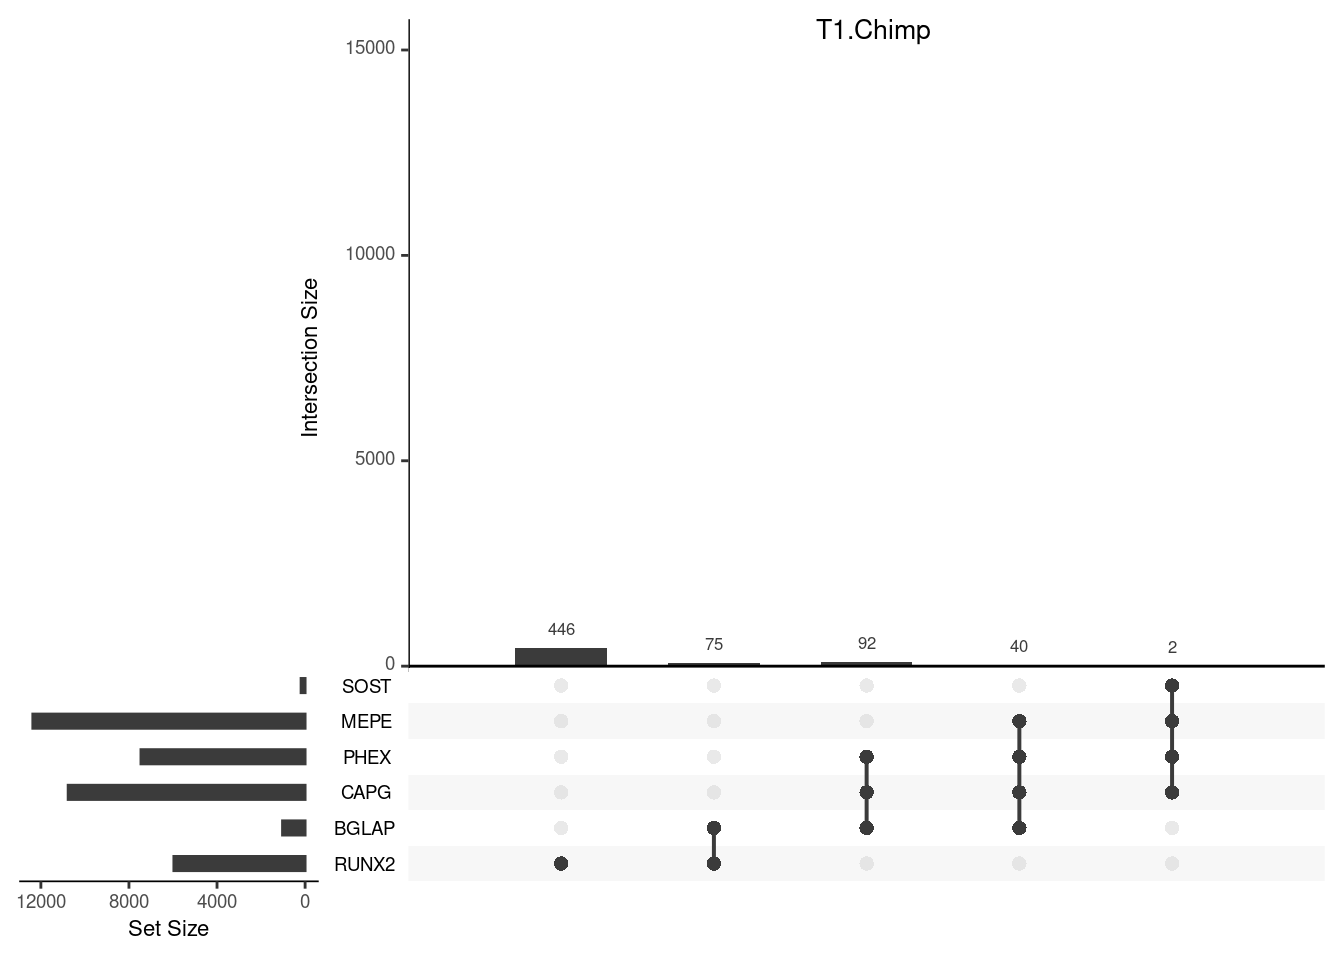 T1.Chimp
15000
10000
5000
0
Intersection Size
446
75
92
40
2
SOST
MEPE
PHEX
CAPG
BGLAP
RUNX2
12000 8000 4000 0
Set Size